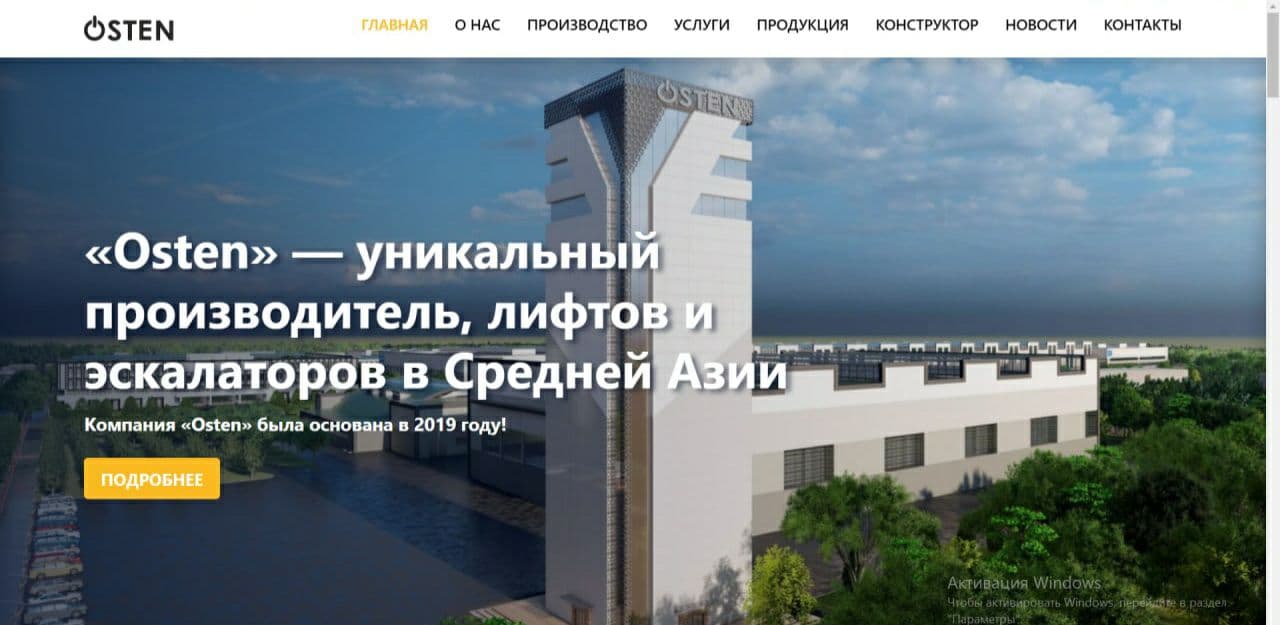 OSTEN
ГЛАВНАЯ О НАС ПРОИЗВОДСТВО УСЛУГИ ПРОДУКЦИЯ КОНСТРУКТОР НОВОСТИ КОНТАКТЫ
OSTEN
«Osten» — уникальный
производитель, лифтов и
эскалаторов в Средней Азии
Компания «Osten» была основана в 2019 году!
ПОДРОБНЕЕ
Активация Windows
Чтобы активировать Windows, перейдите в раздел
"Параметры".